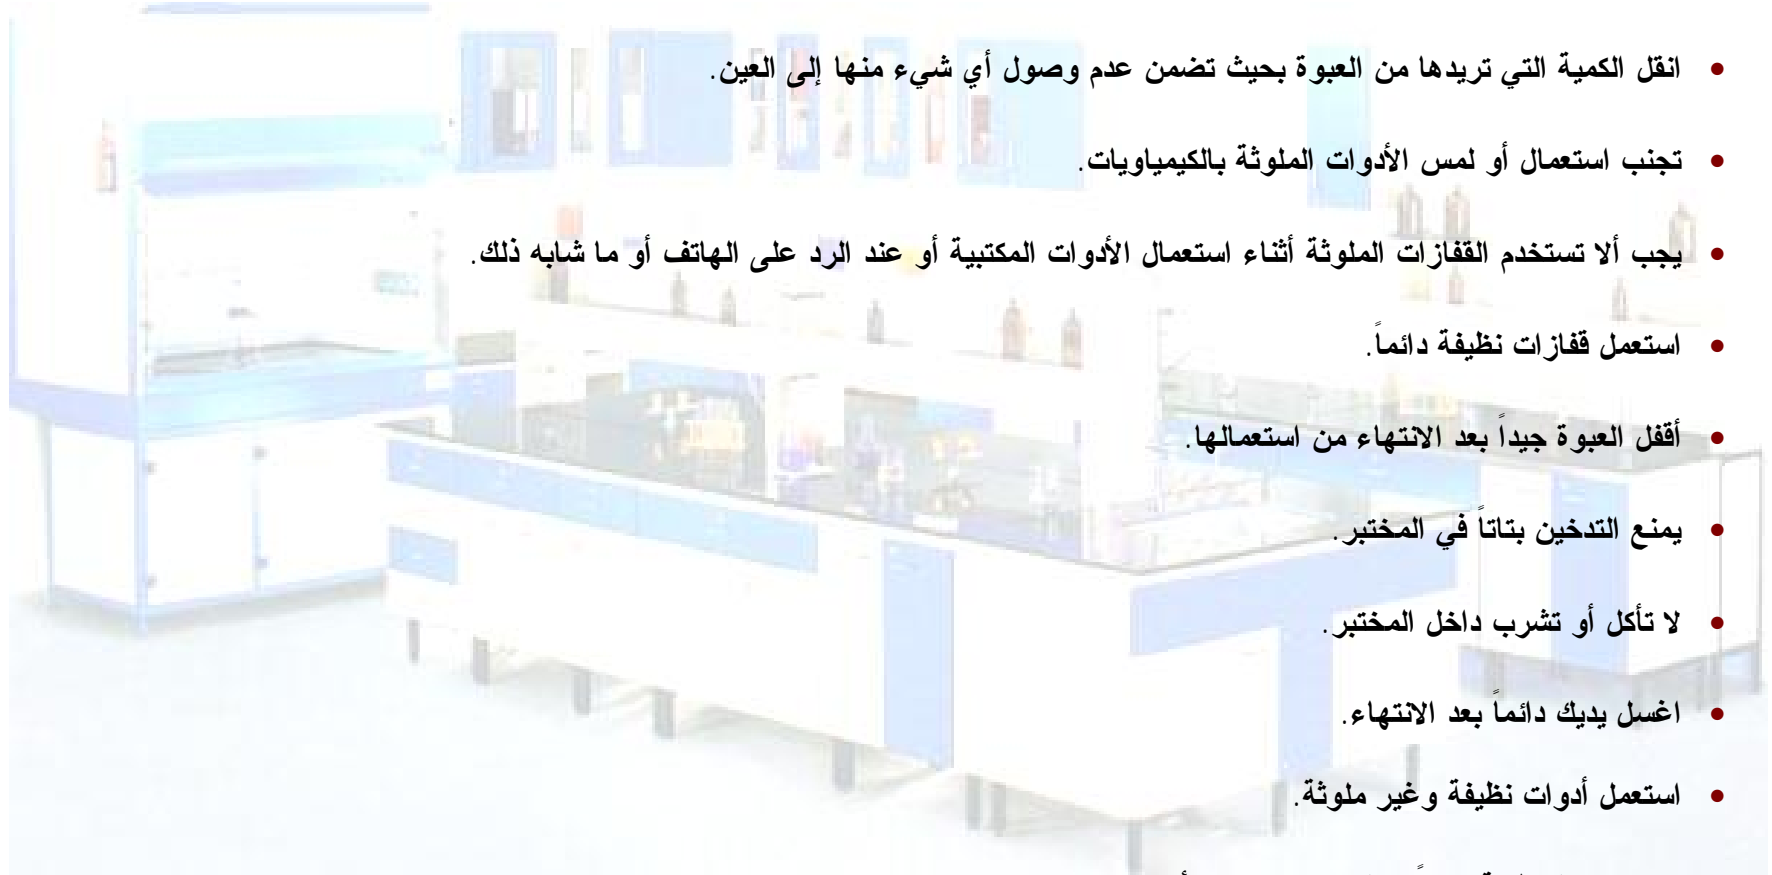 • انقل الكمية التي تريدها من العبوة بحيث تضمن عدم وصول أي شيء منها إلى العين.
• تجنب استعمال أو لمس الأدوات الملوثة بالكيمياويات.
• يجب ألا تستخدم القفازات الملوثة أثناء استعمال الأدوات المكتبية أو عند الرد على الهاتف أو ما شابه ذلك.
• استعمل قفازات نظيفة دائماً.
• أقفل العبوة جيداً بعد الانتهاء من استعمالها.
• يمنع التدخين بتاتاً في المختبر.
• لا تأكل أو تشرب داخل المختبر.
• اغسل يديك دائماً بعد الانتهاء.
• استعمل أدوات نظيفة وغير ملوثة.